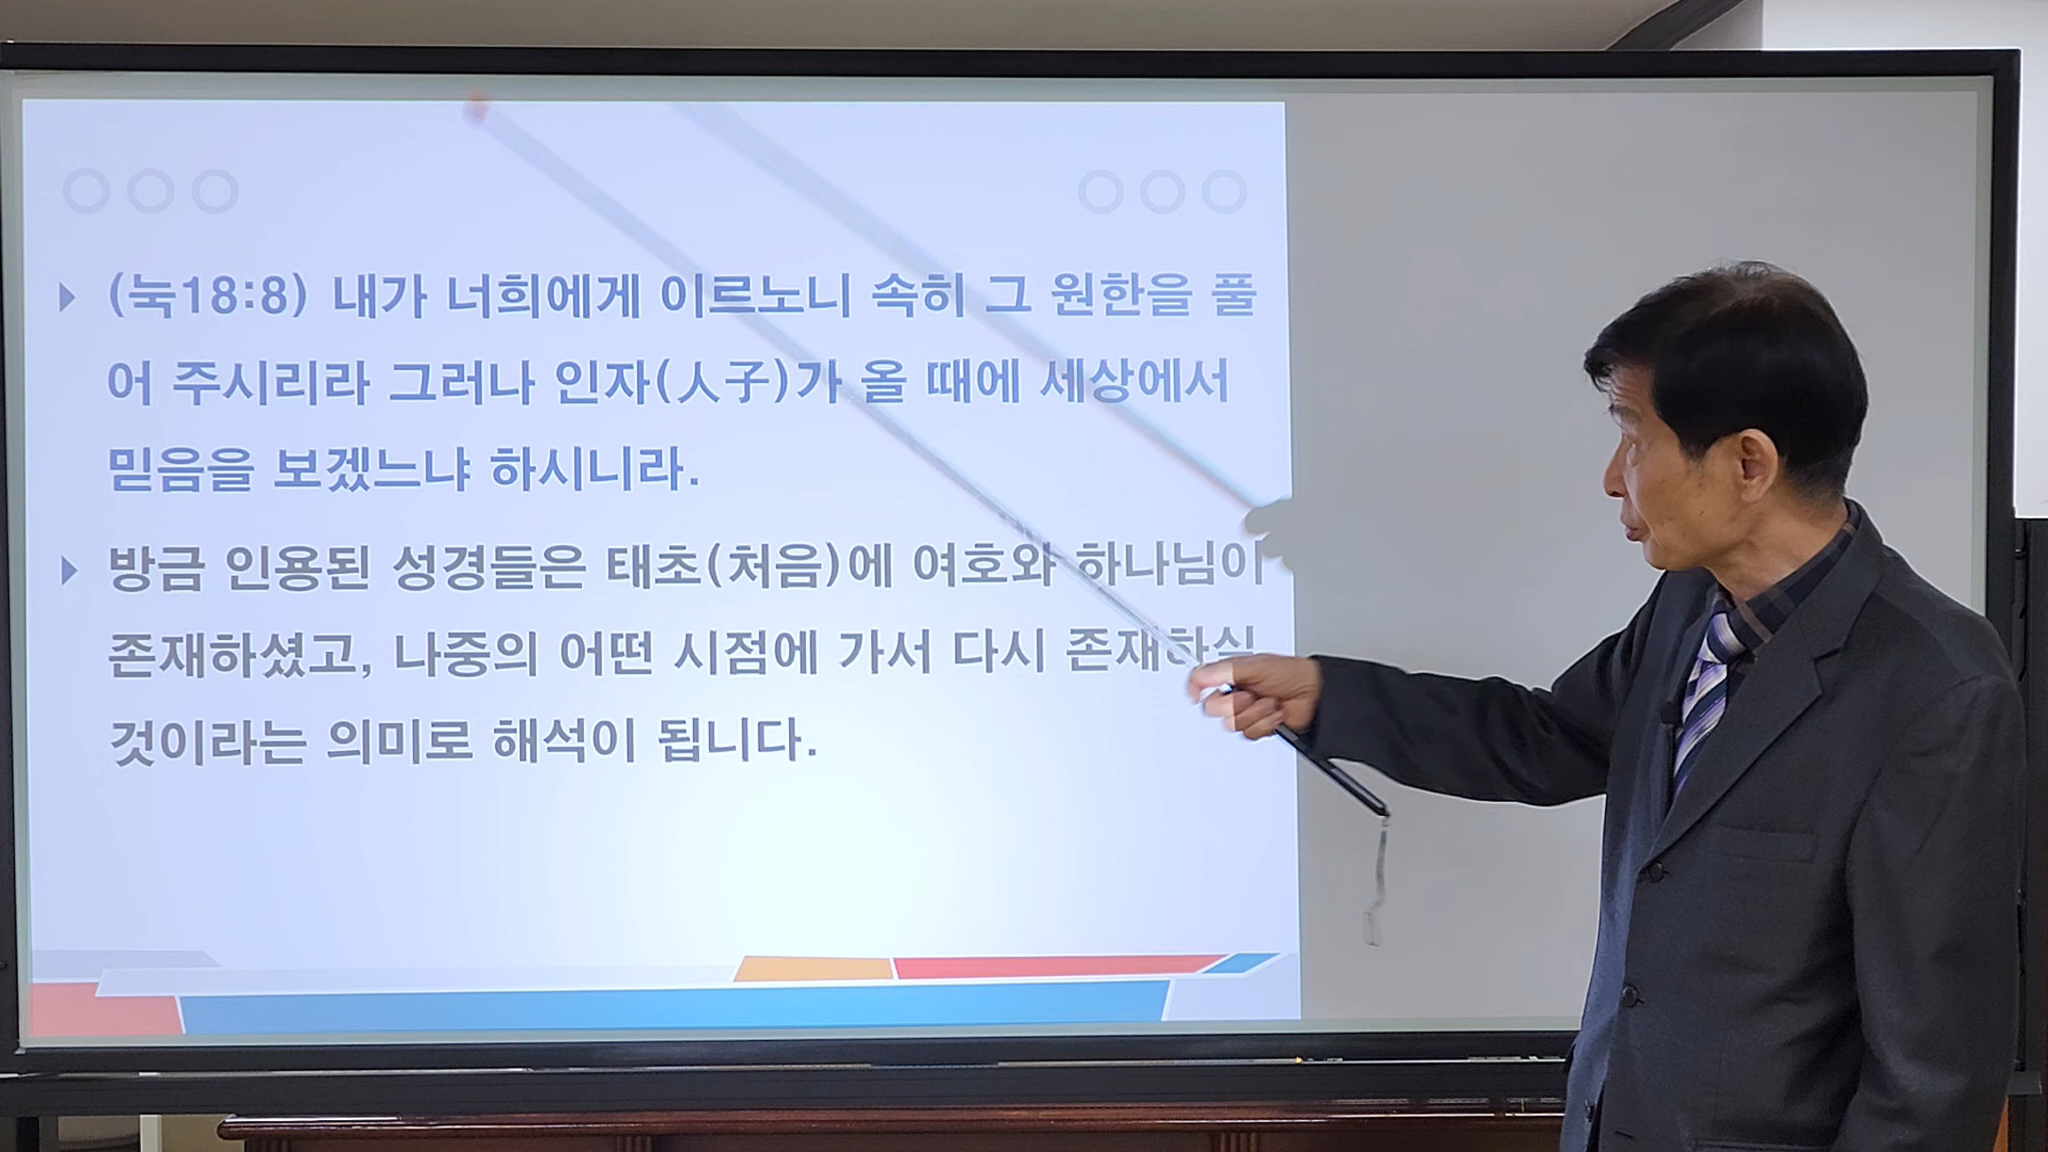 (눅18:8) 내가 너희에게 이르노니 속히 그 원한을 풀
어 주시리라 그러나 인자(人子)가 올 때에 세상에서
믿음을 보겠느냐 하시니라.
방금 인용된 성경들은 태초(처음)에 여호와 하나님이
존재하셨고, 나중의 어떤 시점에 가서 다시 존재하실
것이라는 의미로 해석이 됩니다.